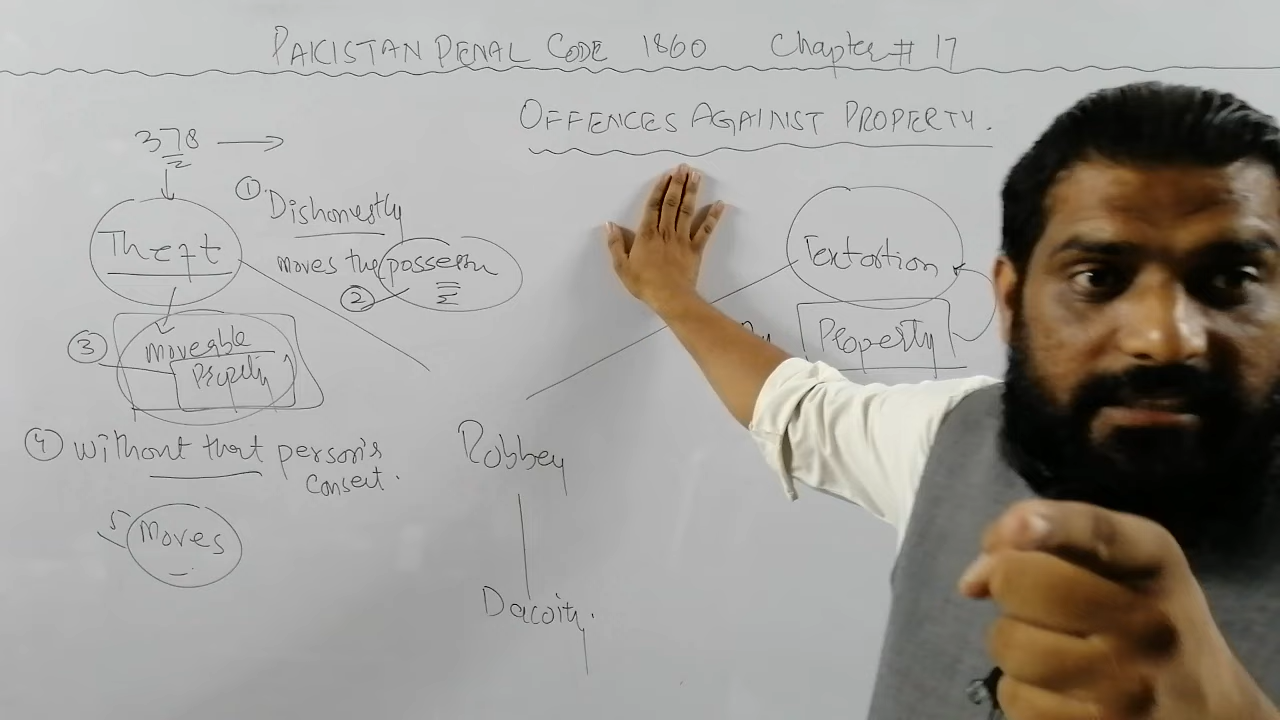 PAKISTAN PENAL CODE 1860 Chapter # 17
OFFENCES AGAINST PROPERTY.
378
Theft
① Dishonestly
moves the possession
②
③ moveable
Property
④ without that person's
consent.
5 Moves
Textortion
Property
Robbey
Dacoity.